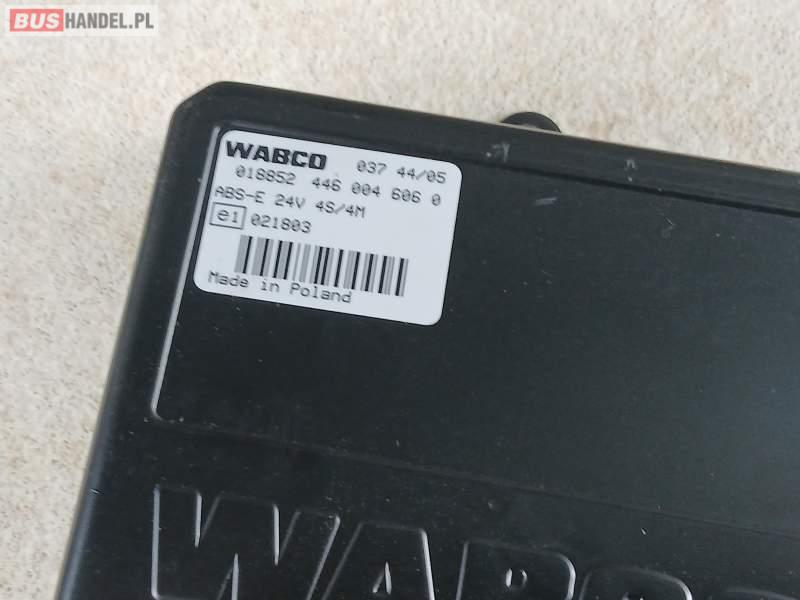 BUSHANDEL.PL
WABCO 037 44/05
018852 446 004 606 0
ABS-E 24V 4S/4M
e1 021803
Made in Poland
WABCO